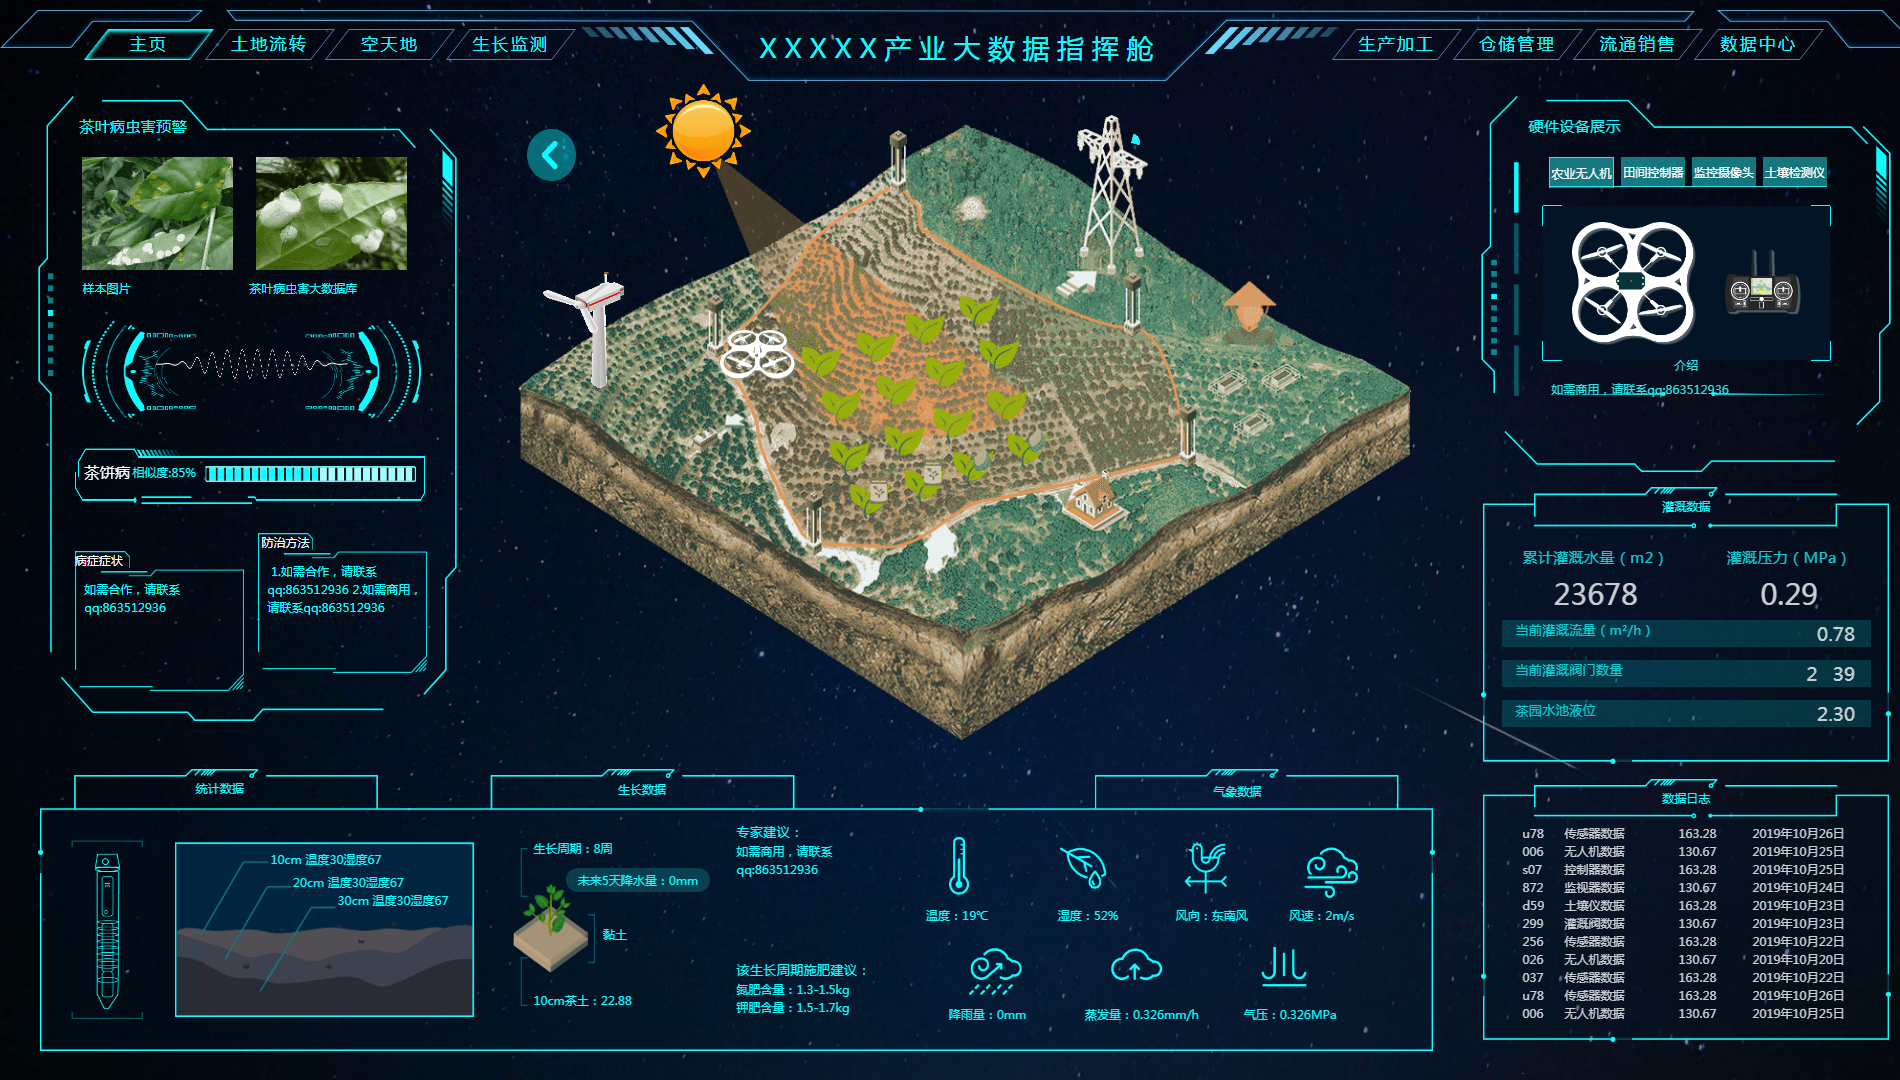 主页
土地流转
空天地
生长监测
XXXXX产业大数据指挥舱
生产加工
仓储管理
流通销售
数据中心
茶叶病虫害预警
样本图片
茶叶病虫害大数据库
茶饼病 相似度:85%
病症症状
如需合作，请联系
qq:863512936
防治方法
1.如需合作，请联系
qq:863512936 2.如需商用，
请联系qq:863512936
硬件设备展示
农业无人机
田间控制器
监控摄像头
土壤检测仪
介绍
如需商用，请联系qq:863512936
灌溉数据
累计灌溉水量（m2）
灌溉压力（MPa）
23678
0.29
当前灌溉流量（m²/h）
0.78
当前灌溉阀门数量
2 39
茶园水池液位
2.30
统计数据
10cm 温度30湿度67
20cm 温度30湿度67
30cm 温度30湿度67
生长数据
生长周期：8周
未来5天降水量：0mm
黏土
10cm茶土：22.88
专家建议：
如需商用，请联系
qq:863512936
该生长周期施肥建议：
氮肥含量：1.3-1.5kg
钾肥含量：1.5-1.7kg
气象数据
温度：19℃
湿度：52%
风向：东南风
风速：2m/s
降雨量：0mm
蒸发量：0.326mm/h
气压：0.326MPa
数据日志
u78 传感器数据 163.28 2019年10月26日
006 无人机数据 130.67 2019年10月25日
s07 控制器数据 163.28 2019年10月25日
872 监视器数据 130.67 2019年10月24日
d59 土壤仪数据 163.28 2019年10月23日
299 灌溉阀数据 130.67 2019年10月23日
256 传感器数据 163.28 2019年10月22日
026 无人机数据 130.67 2019年10月20日
037 传感器数据 163.28 2019年10月22日
u78 传感器数据 163.28 2019年10月26日
006 无人机数据 130.67 2019年10月25日